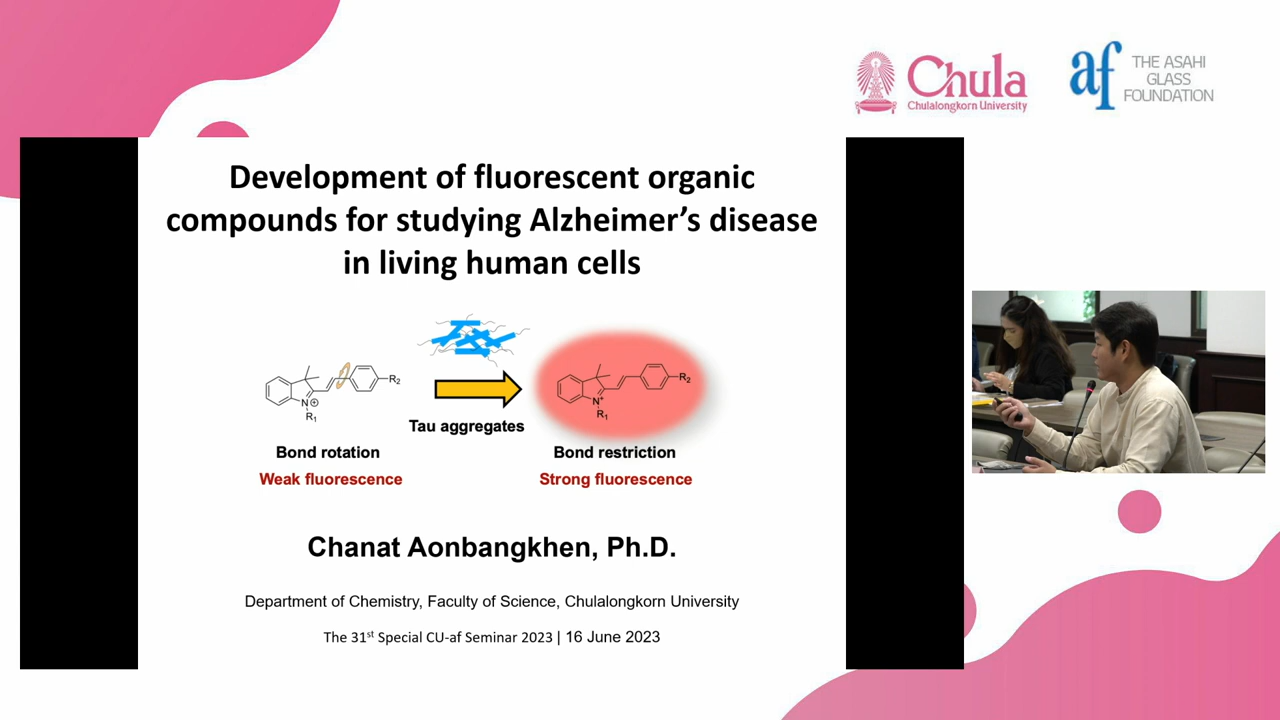 Chula
Chulalongkorn University
af
THE ASAHI
GLASS
FOUNDATION
Development of fluorescent organic
compounds for studying Alzheimer's disease
in living human cells
N
R1
R2
Tau aggregates
N+
R1
R2
Bond rotation
Weak fluorescence
Bond restriction
Strong fluorescence
Chanat Aonbangkhen, Ph.D.
Department of Chemistry, Faculty of Science, Chulalongkorn University
The 31st Special CU-af Seminar 2023 | 16 June 2023